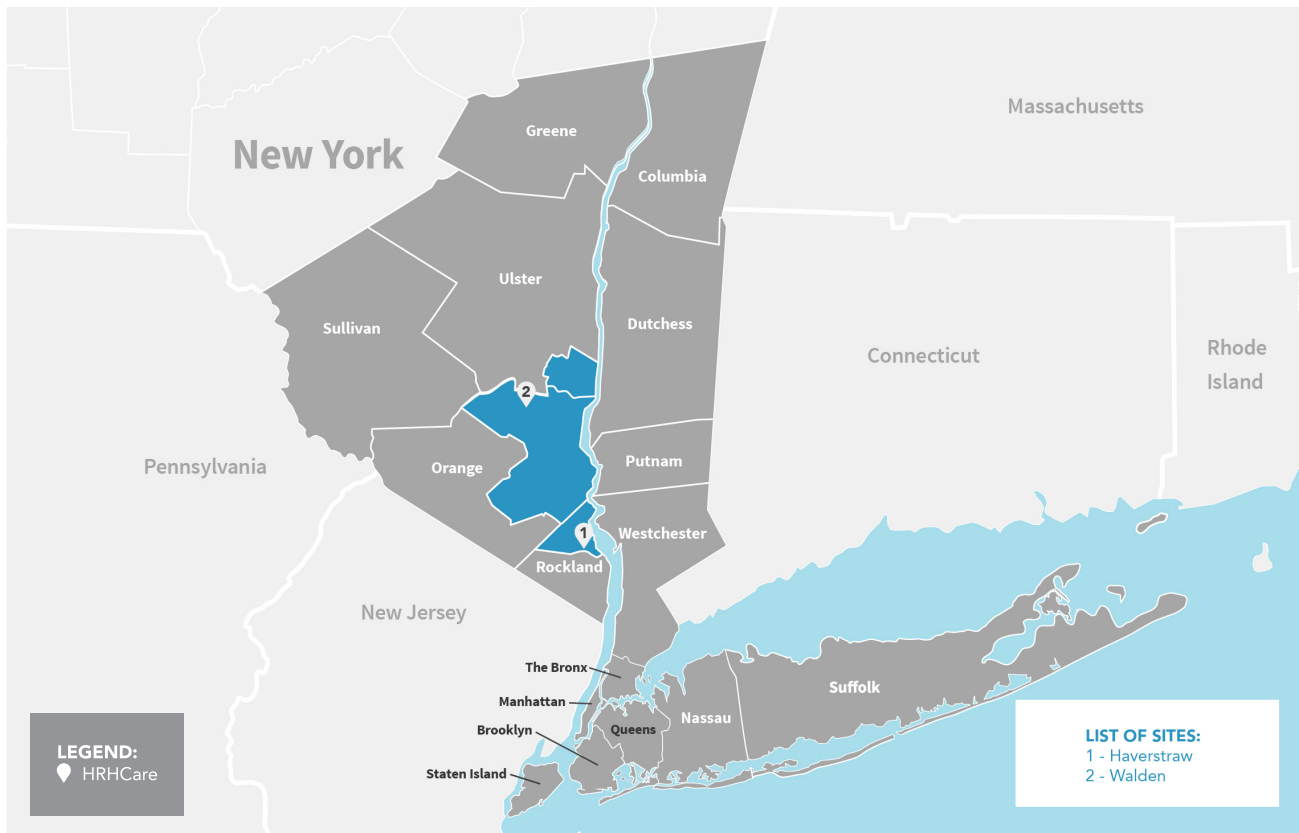 Massachusetts
Greene
New York
Columbia
Ulster
Sullivan
Dutchess
Connecticut
Rhode
Island
2
Pennsylvania
Orange
Putnam
1
Westchester
Rockland
New Jersey
The Bronx
Suffolk
Manhattan
Nassau
Queens
Brooklyn
Staten Island
LEGEND:
HRHCare
LIST OF SITES:
1 - Haverstraw
2 - Walden